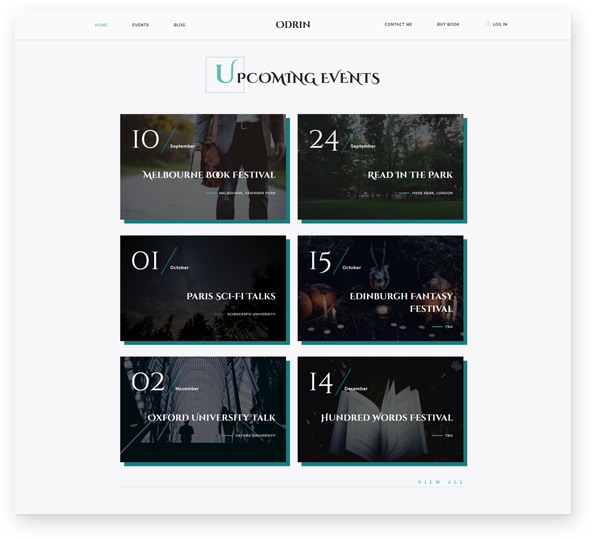 HOME EVENTS BLOG ODRIN CONTACT ME BUY BOOK LOG IN
UPCOMING EVENTS
10 September
MELBOURNE BOOK FESTIVAL
MELBOURNE, FAWKNER PARK
24 September
READ IN THE PARK
HYDE PARK, LONDON
01 October
PARIS SCI-FI TALKS
SCIENCESPO UNIVERSITY
15 October
EDINBURGH FANTASY
FESTIVAL
TBA
02 November
OXFORD UNIVERSITY TALK
OXFORD UNIVERSITY
14 December
HUNDRED WORDS FESTIVAL
TBA
VIEW ALL